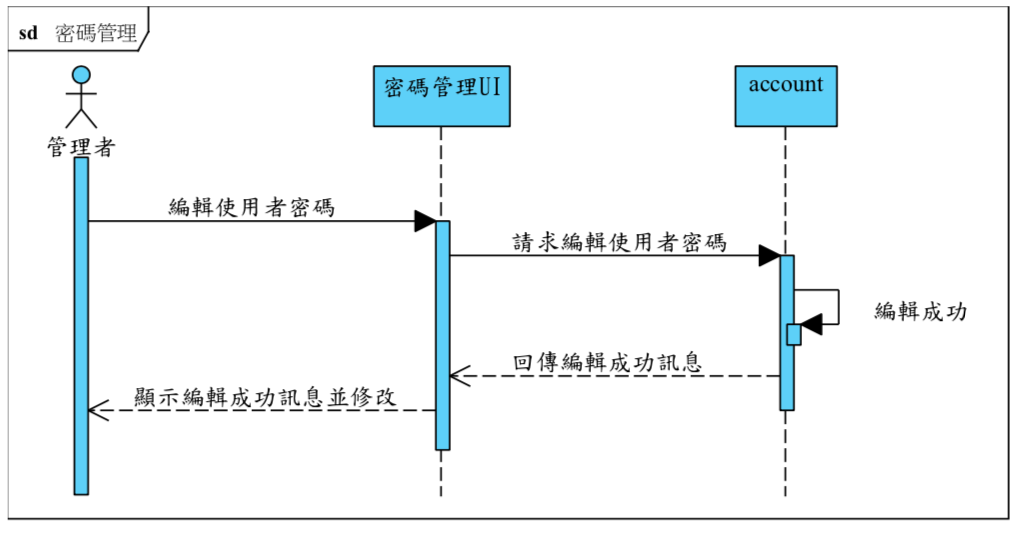 sd 密碼管理
管理者
密碼管理UI
account
編輯使用者密碼
請求編輯使用者密碼
編輯成功
回傳編輯成功訊息
顯示編輯成功訊息並修改